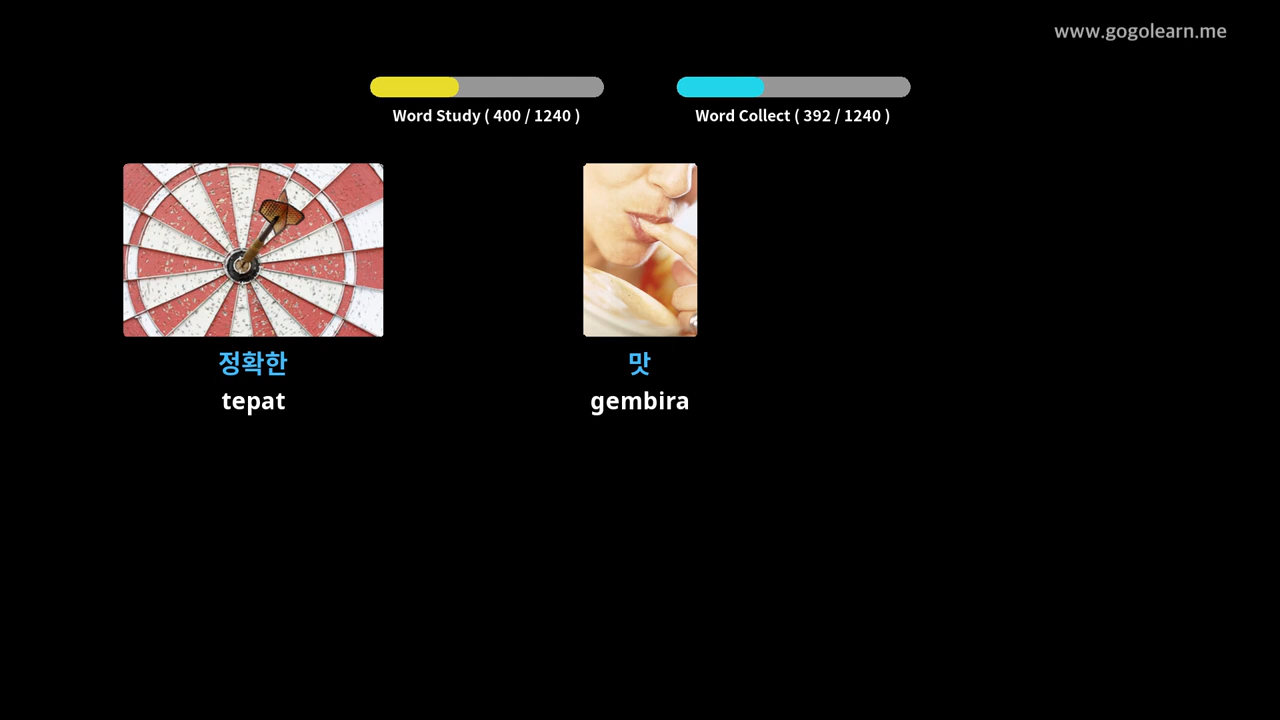 www.gogolearn.me
Word Study ( 400 / 1240 )
Word Collect ( 392 / 1240 )
정확한
tepat
맛
gembira